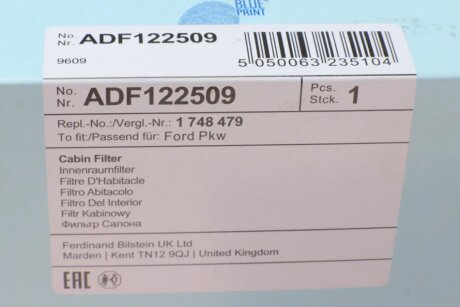 BLUE
PRINT
No.
Nr. ADF122509
9609
5 050063 235104
No.
Nr. ADF122509
Pcs.
Stck. 1
Repl.-No.:/Vergl.-Nr.: 1 748 479
To fit:/Passend für: Ford Pkw
Cabin Filter
Innenraumfilter
Filtre D'Habitacle
Filtro Abitacolo
Filtro Del Interior
Filtr Kabinowy
Фильтр Салона
Ferdinand Bilstein UK Ltd
Marden | Kent TN12 9QJ | United Kingdom
EAC